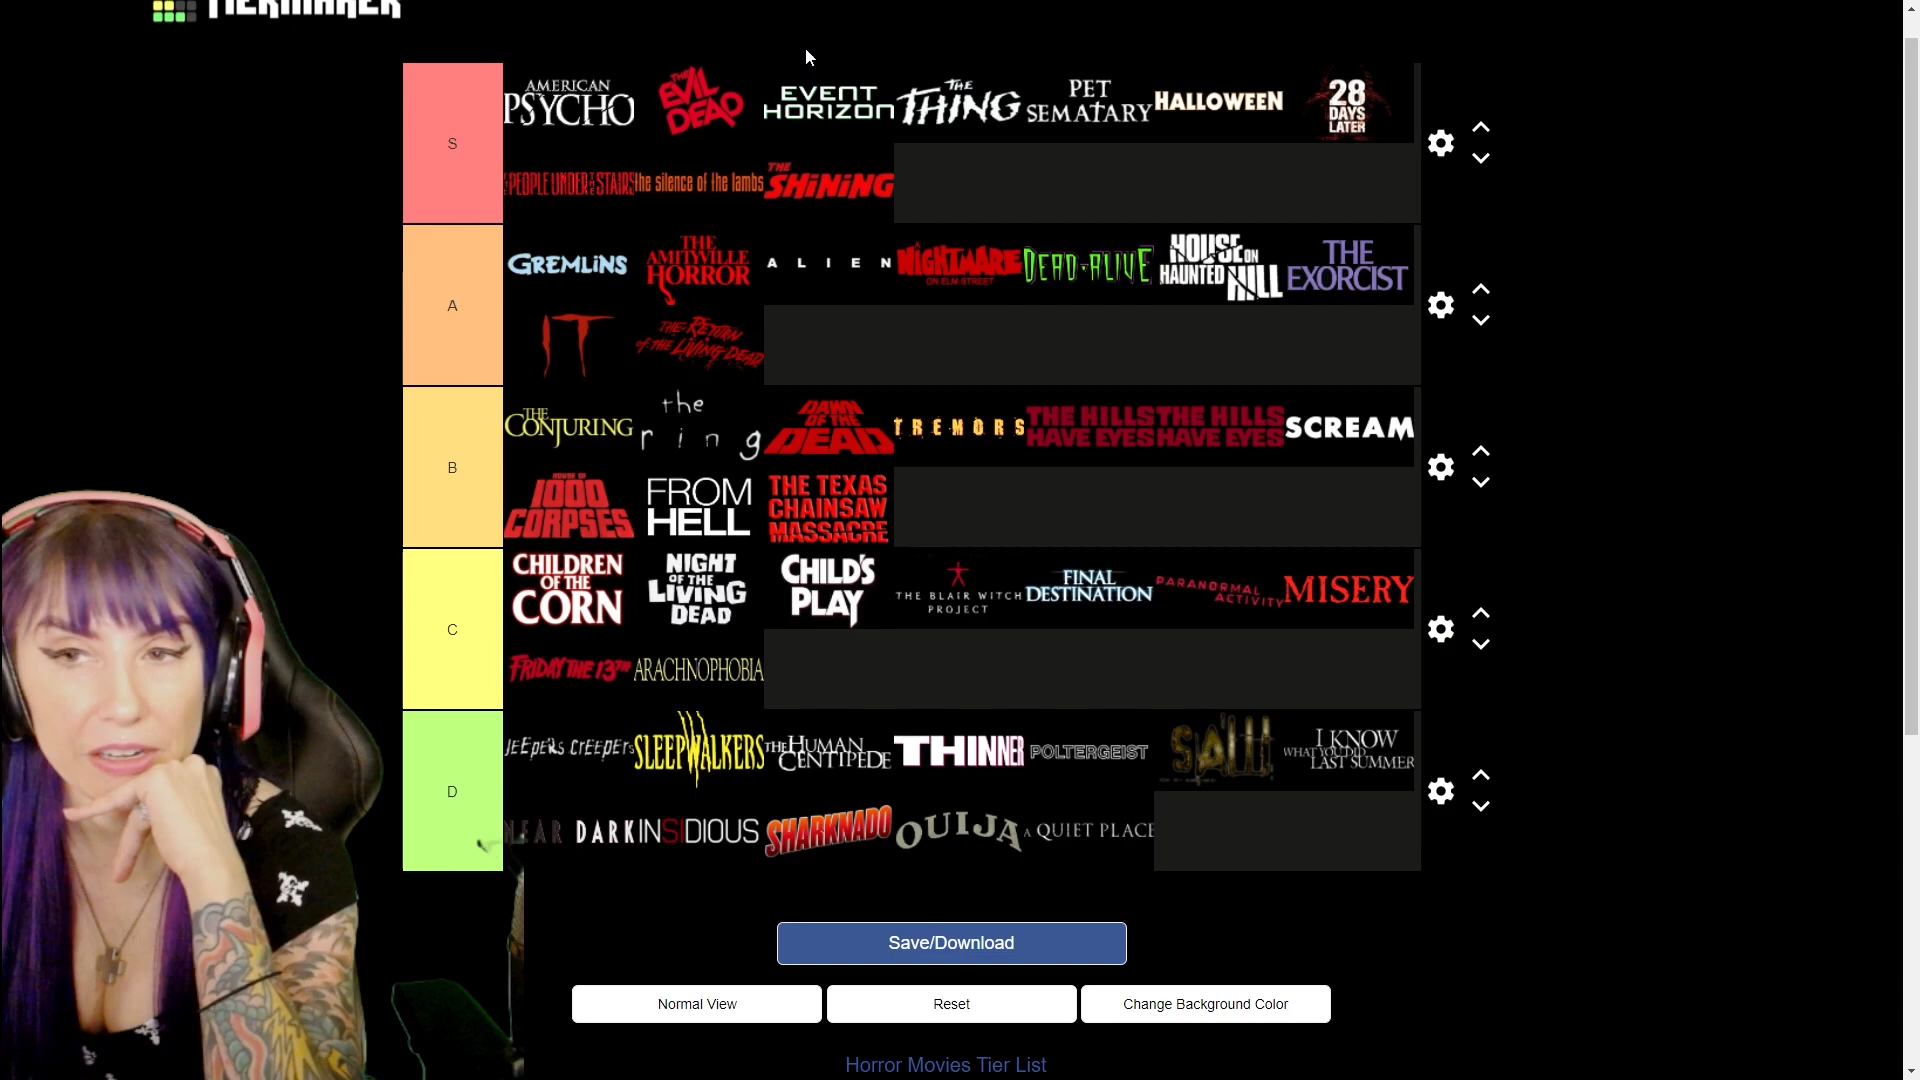 TIERMAKER
S
AMERICAN PSYCHO
THE EVIL DEAD
EVENT HORIZON
THE THING
PET SEMATARY
HALLOWEEN
28 DAYS LATER
THE PEOPLE UNDER THE STAIRS
the silence of the lambs
THE SHiNiNG
A
GREMLiNS
THE AMITYVILLE HORROR
ALIEN
A NIGHTMARE ON ELM STREET
DEAD-ALIVE
HOUSE ON HAUNTED HILL
THE EXORCIST
IT
THE RETURN of THE LIVING DEAD
B
THE CONJURING
the ring
DAWN OF THE DEAD
TREMORS
THE HILLS HAVE EYES
THE HILLS HAVE EYES
SCREAM
HOUSE OF 1000 CORPSES
FROM HELL
THE TEXAS CHAINSAW MASSACRE
C
CHILDREN OF THE CORN
NIGHT OF THE LIVING DEAD
CHILD'S PLAY
THE BLAIR WITCH PROJECT
FINAL DESTINATION
PARANORMAL ACTIVITY
MISERY
FRIDAY THE 13TH
ARACHNOPHOBIA
D
JEEPERS CREEPERS
SLEEPWALKERS
THE HUMAN CENTIPEDE
THINNER
POLTERGEIST
SAW
I KNOW WHAT YOU DID LAST SUMMER
NEAR DARK
INSIDIOUS
SHARKNADO
OUIJA
A QUIET PLACE
Save/Download
Normal View
Reset
Change Background Color
Horror Movies Tier List